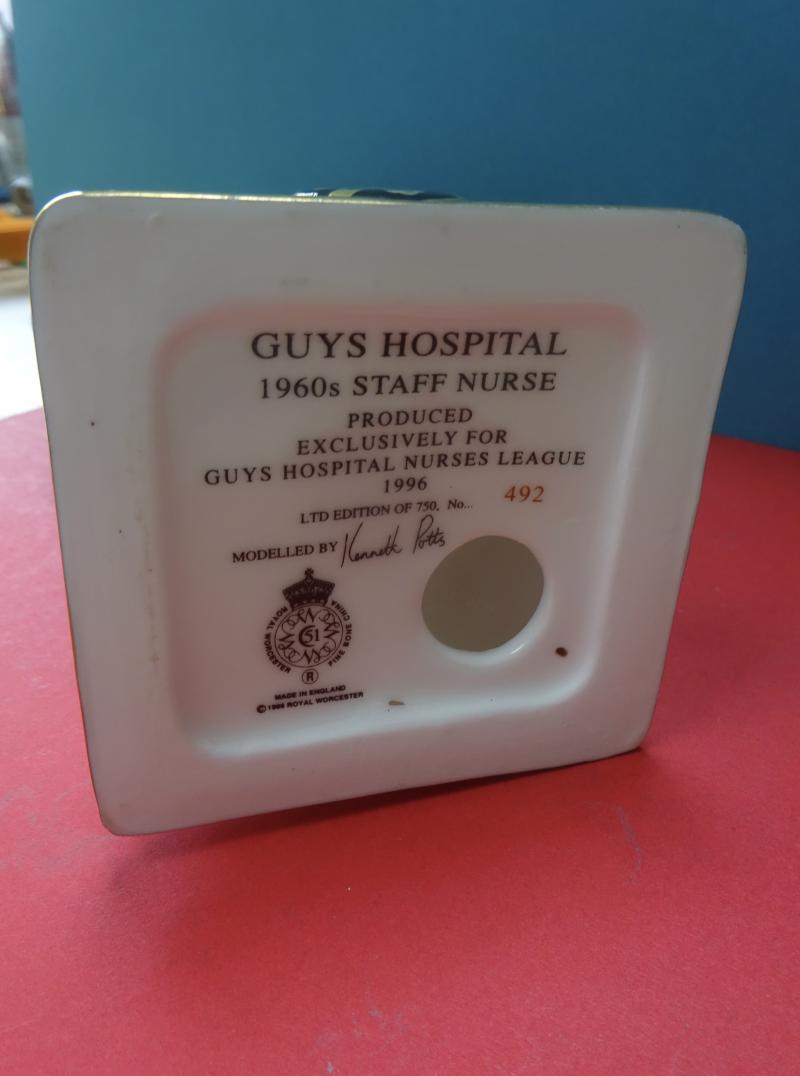 GUYS HOSPITAL
1960s STAFF NURSE
PRODUCED
EXCLUSIVELY FOR
GUYS HOSPITAL NURSES LEAGUE
1996
LTD EDITION OF 750, No... 492
MODELLED BY Kenneth Potts
ROYAL WORCESTER
51
FINE BONE CHINA
R
MADE IN ENGLAND
© 1996 ROYAL WORCESTER